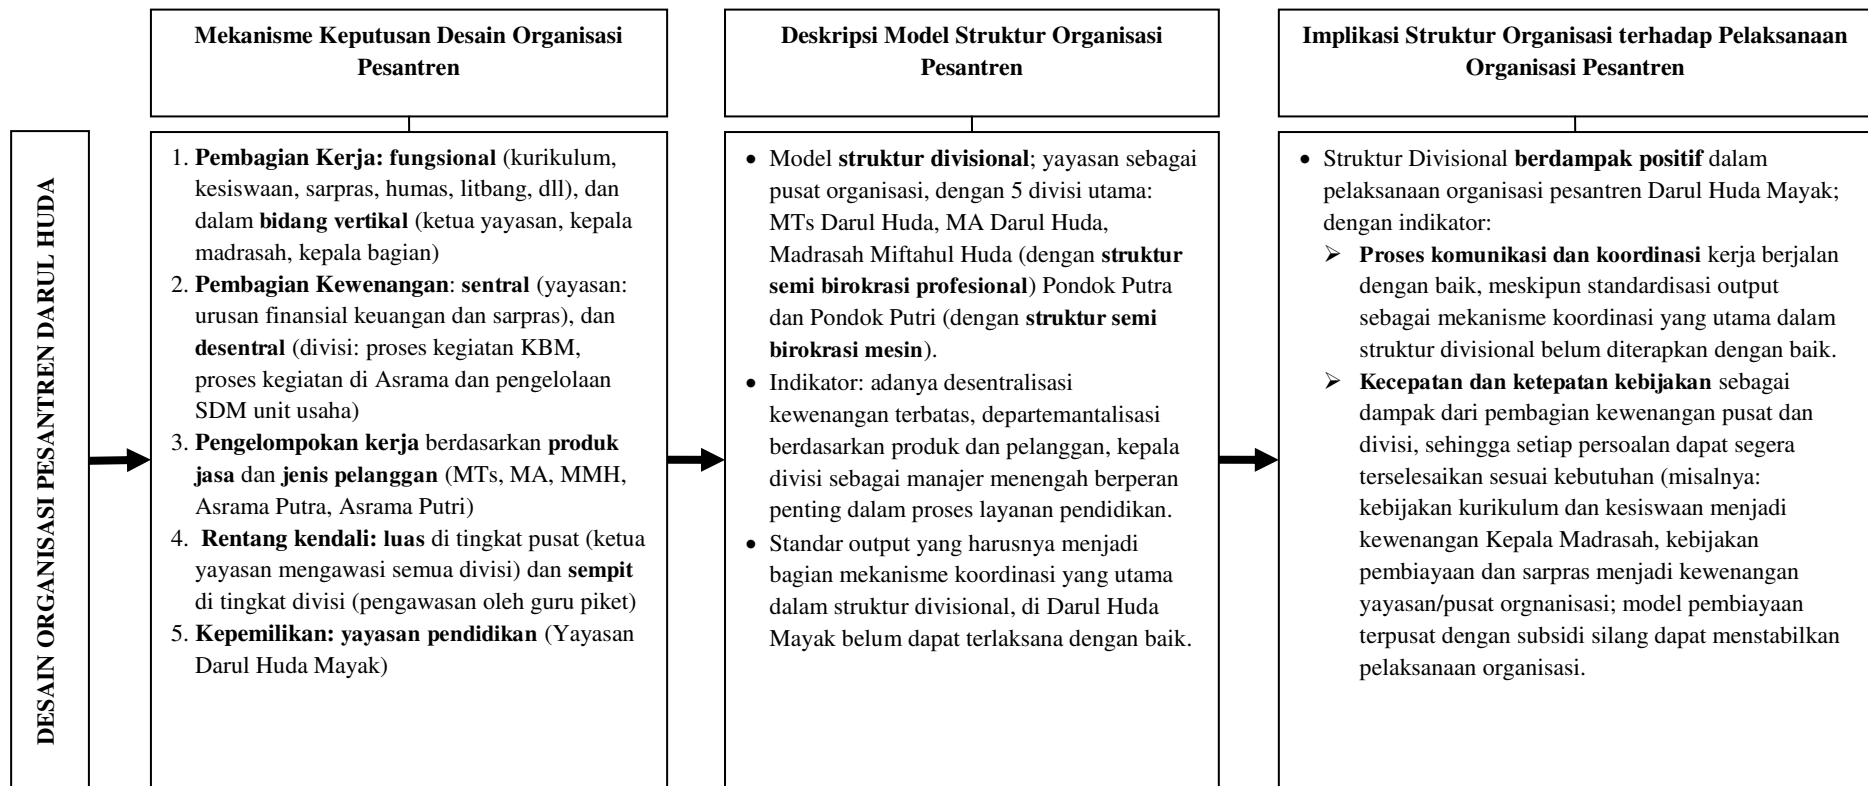 Mekanisme Keputusan Desain Organisasi
Pesantren
Deskripsi Model Struktur Organisasi
Pesantren
Implikasi Struktur Organisasi terhadap Pelaksanaan
Organisasi Pesantren
DESAIN ORGANISASI PESANTREN DARUL HUDA
1. Pembagian Kerja: fungsional (kurikulum,
kesiswaan, sarpras, humas, litbang, dll), dan
dalam bidang vertikal (ketua yayasan, kepala
madrasah, kepala bagian)
2. Pembagian Kewenangan: sentral (yayasan:
urusan finansial keuangan dan sarpras), dan
desentral (divisi: proses kegiatan KBM,
proses kegiatan di Asrama dan pengelolaan
SDM unit usaha)
3. Pengelompokan kerja berdasarkan produk
jasa dan jenis pelanggan (MTs, MA, MMH,
Asrama Putra, Asrama Putri)
4. Rentang kendali: luas di tingkat pusat (ketua
yayasan mengawasi semua divisi) dan sempit
di tingkat divisi (pengawasan oleh guru piket)
5. Kepemilikan: yayasan pendidikan (Yayasan
Darul Huda Mayak)
• Model struktur divisional; yayasan sebagai
pusat organisasi, dengan 5 divisi utama:
MTs Darul Huda, MA Darul Huda,
Madrasah Miftahul Huda (dengan struktur
semi birokrasi profesional) Pondok Putra
dan Pondok Putri (dengan struktur semi
birokrasi mesin).
• Indikator: adanya desentralisasi
kewenangan terbatas, departemantalisasi
berdasarkan produk dan pelanggan, kepala
divisi sebagai manajer menengah berperan
penting dalam proses layanan pendidikan.
• Standar output yang harusnya menjadi
bagian mekanisme koordinasi yang utama
dalam struktur divisional, di Darul Huda
Mayak belum dapat terlaksana dengan baik.
• Struktur Divisional berdampak positif dalam
pelaksanaan organisasi pesantren Darul Huda Mayak;
dengan indikator:
➢ Proses komunikasi dan koordinasi kerja berjalan
dengan baik, meskipun standardisasi output
sebagai mekanisme koordinasi yang utama dalam
struktur divisional belum diterapkan dengan baik.
➢ Kecepatan dan ketepatan kebijakan sebagai
dampak dari pembagian kewenangan pusat dan
divisi, sehingga setiap persoalan dapat segera
terselesaikan sesuai kebutuhan (misalnya:
kebijakan kurikulum dan kesiswaan menjadi
kewenangan Kepala Madrasah, kebijakan
pembiayaan dan sarpras menjadi kewenangan
yayasan/pusat orgnanisasi; model pembiayaan
terpusat dengan subsidi silang dapat menstabilkan
pelaksanaan organisasi.